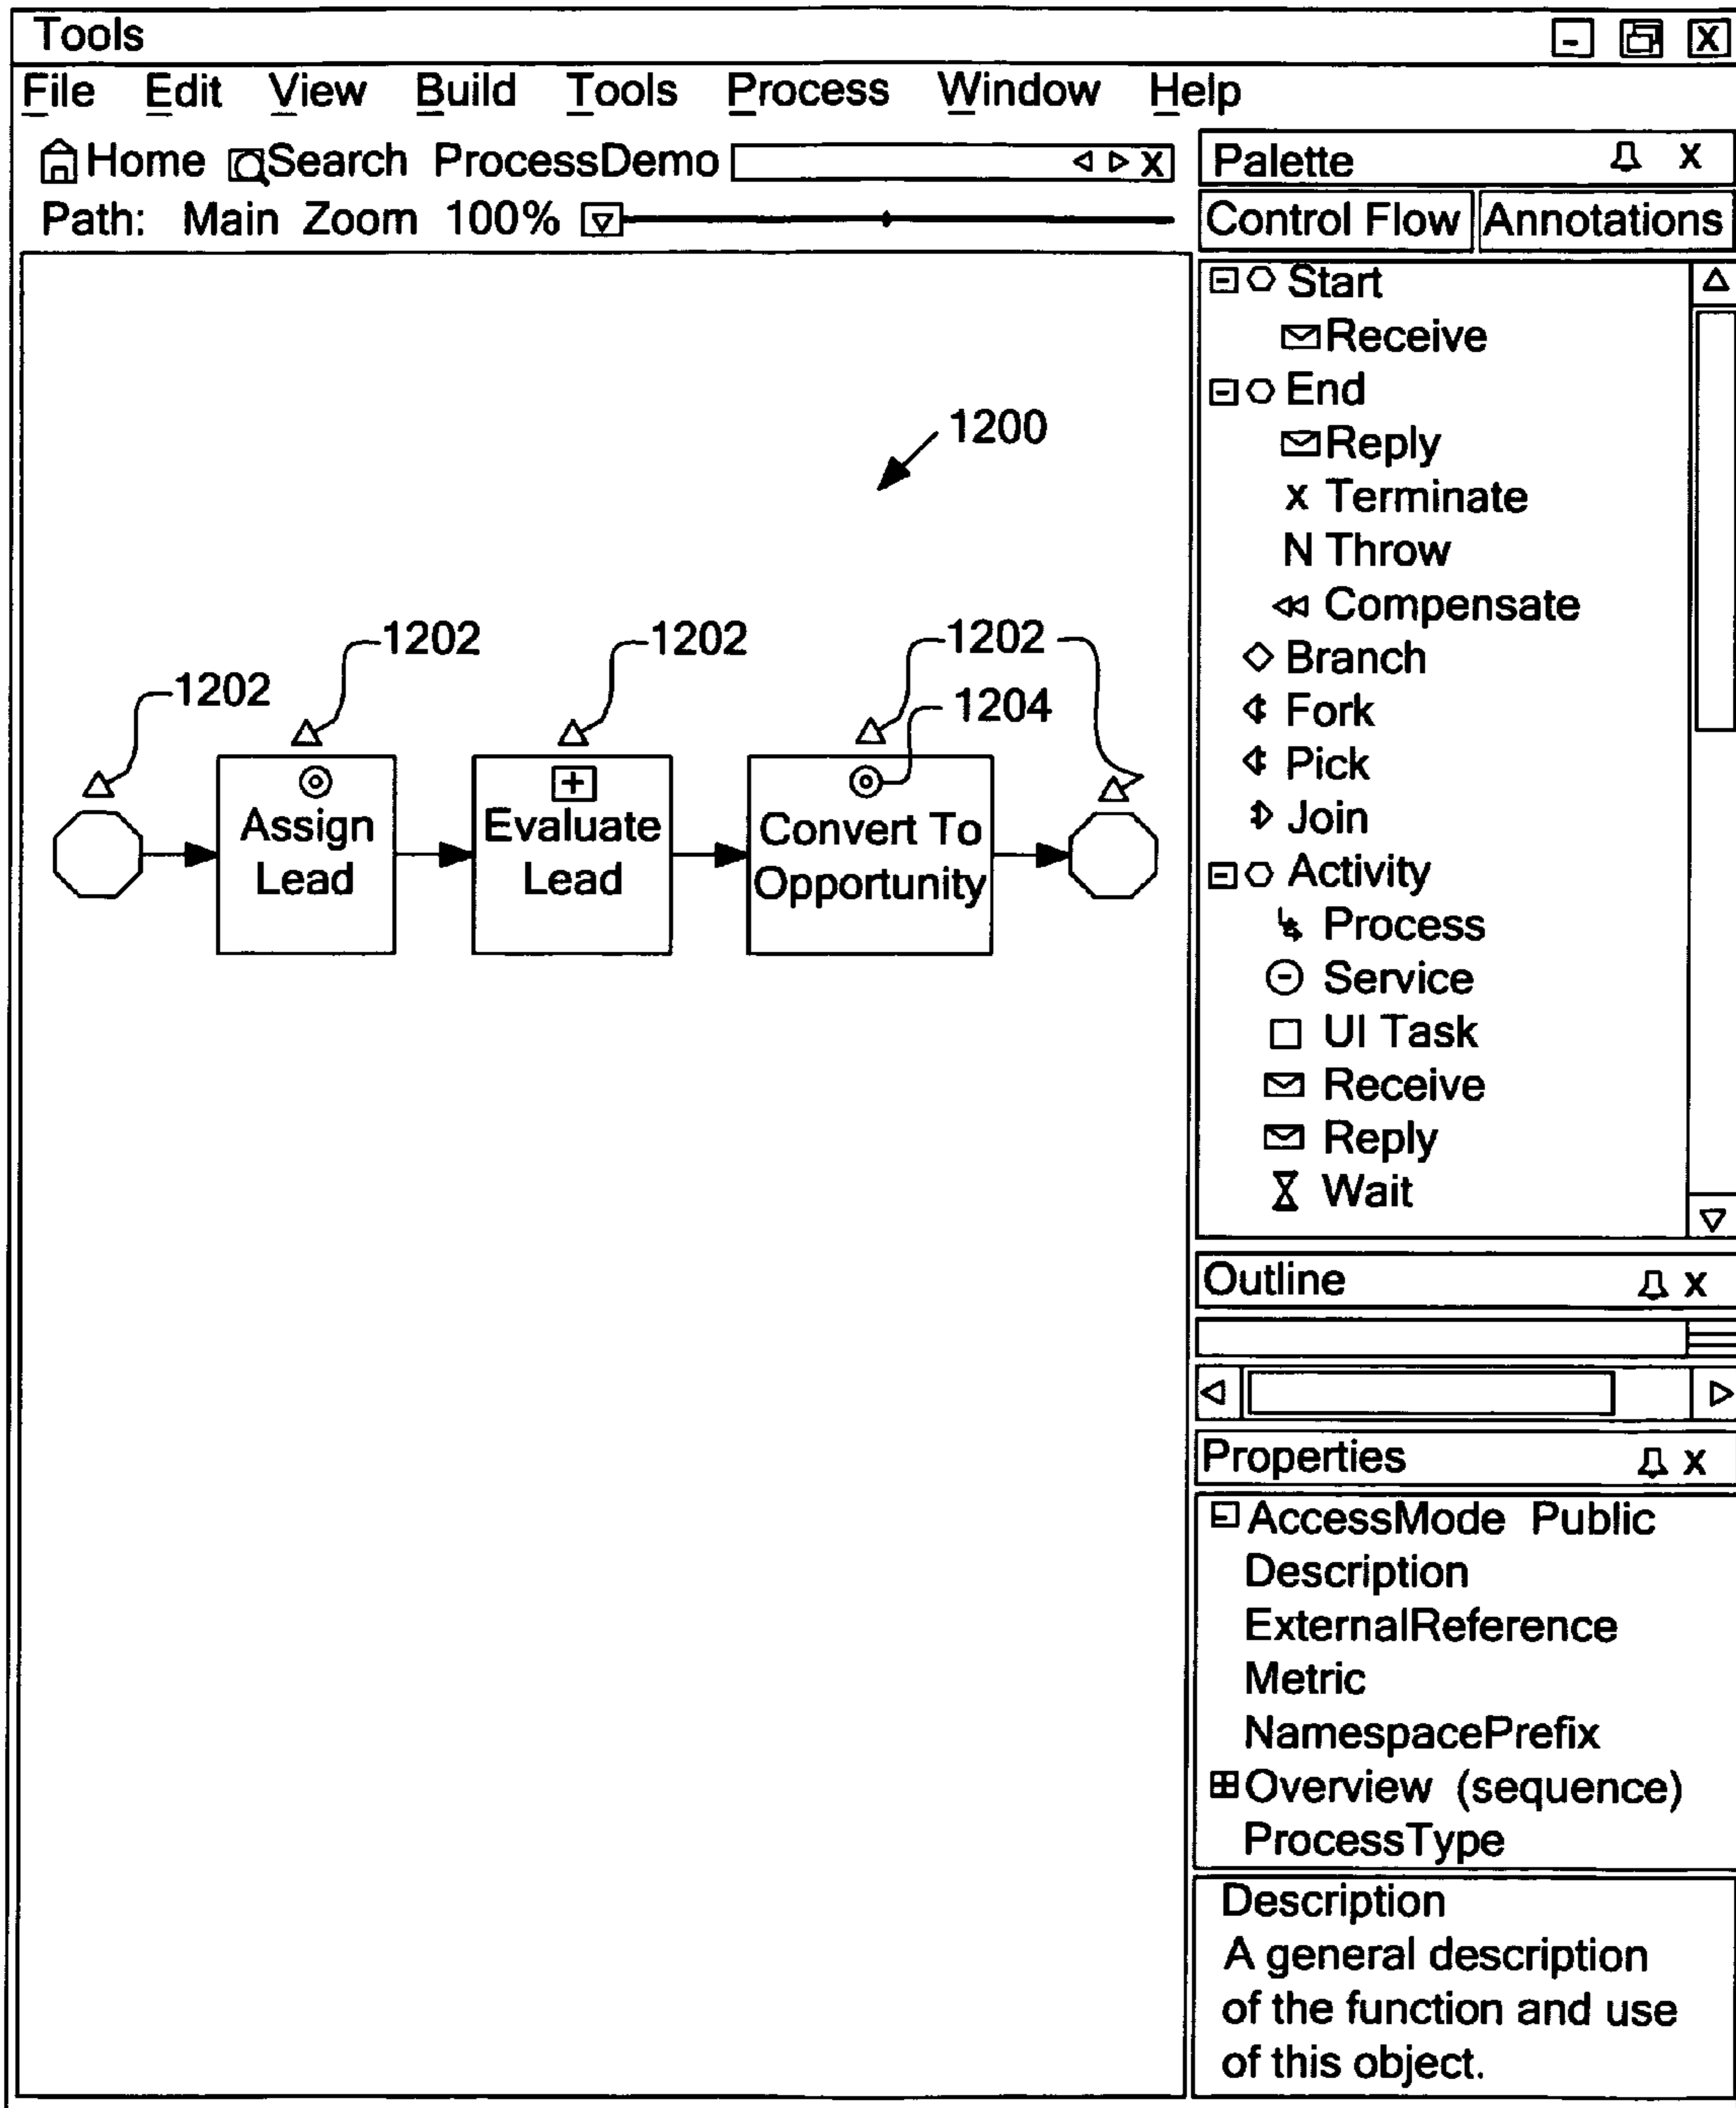 Tools
File Edit View Build Tools Process Window Help
Home Search ProcessDemo X
Path: Main Zoom 100%
1200
1202 1202 1202
1202 1204
Assign Lead
Evaluate Lead
Convert To Opportunity
Palette X
Control Flow Annotations
Start
Receive
End
Reply
x Terminate
N Throw
Compensate
Branch
Fork
Pick
Join
Activity
Process
Service
UI Task
Receive
Reply
Wait
Outline X
Properties X
AccessMode Public
Description
ExternalReference
Metric
NamespacePrefix
Overview (sequence)
ProcessType
Description
A general description
of the function and use
of this object.